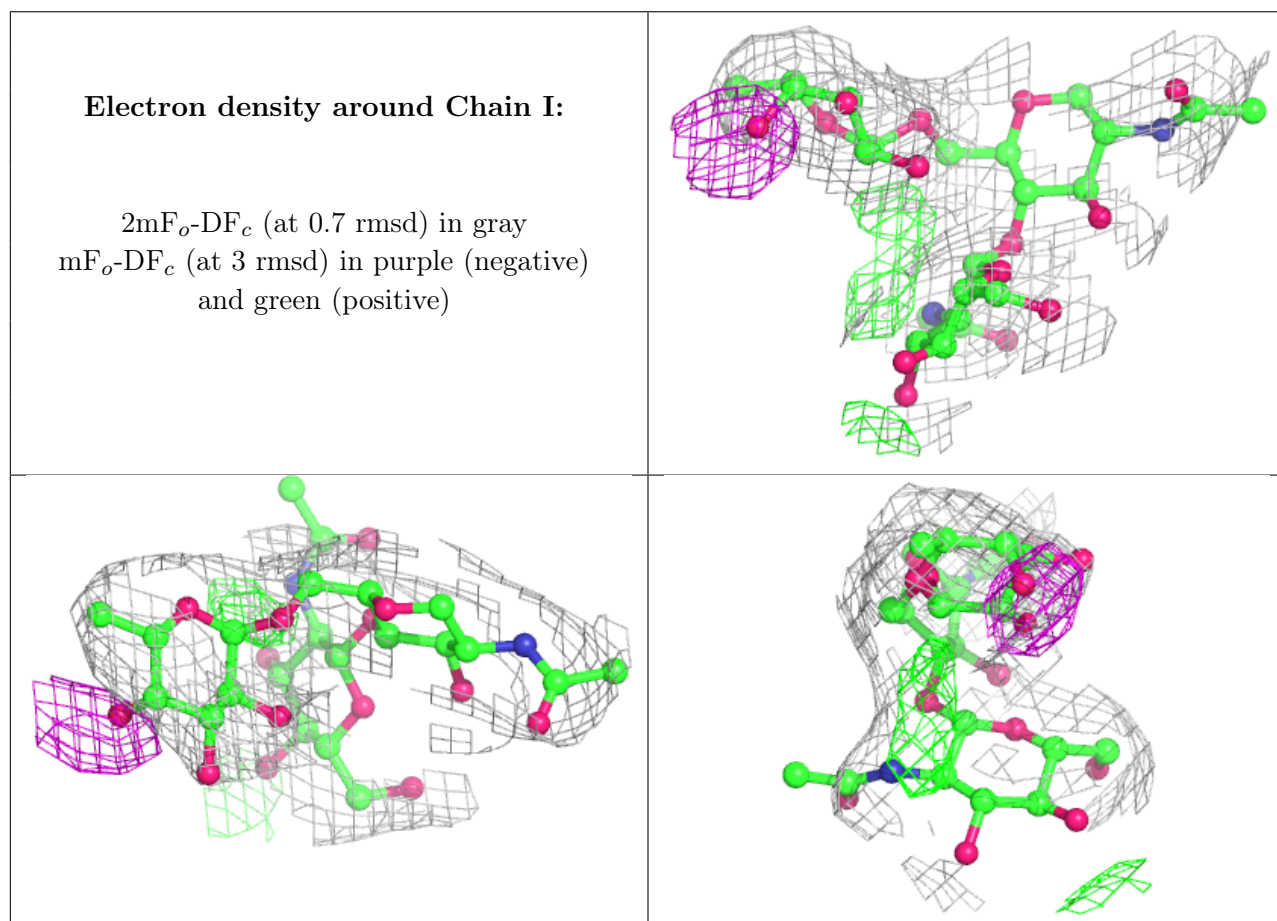 Electron density around Chain I:
2mFo-DFc (at 0.7 rmsd) in gray
mFo-DFc (at 3 rmsd) in purple (negative)
and green (positive)